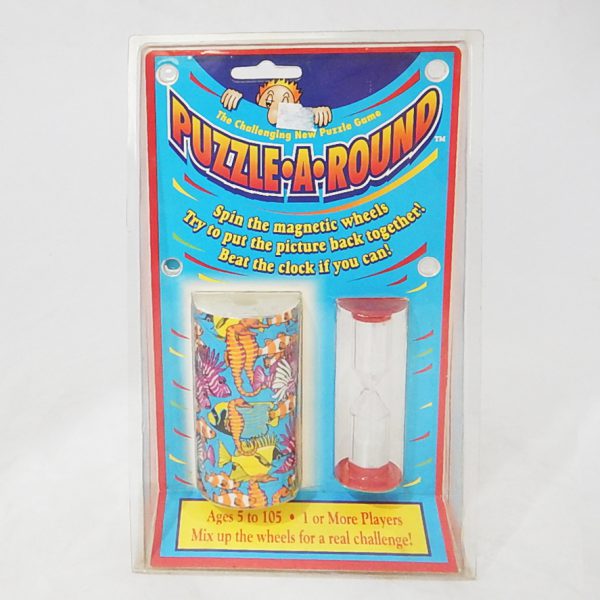 The Challenging New Puzzle Game
PUZZLE•A•ROUND™
Spin the magnetic wheels
Try to put the picture back together!
Beat the clock if you can!
Ages 5 to 105 • 1 or More Players
Mix up the wheels for a real challenge!